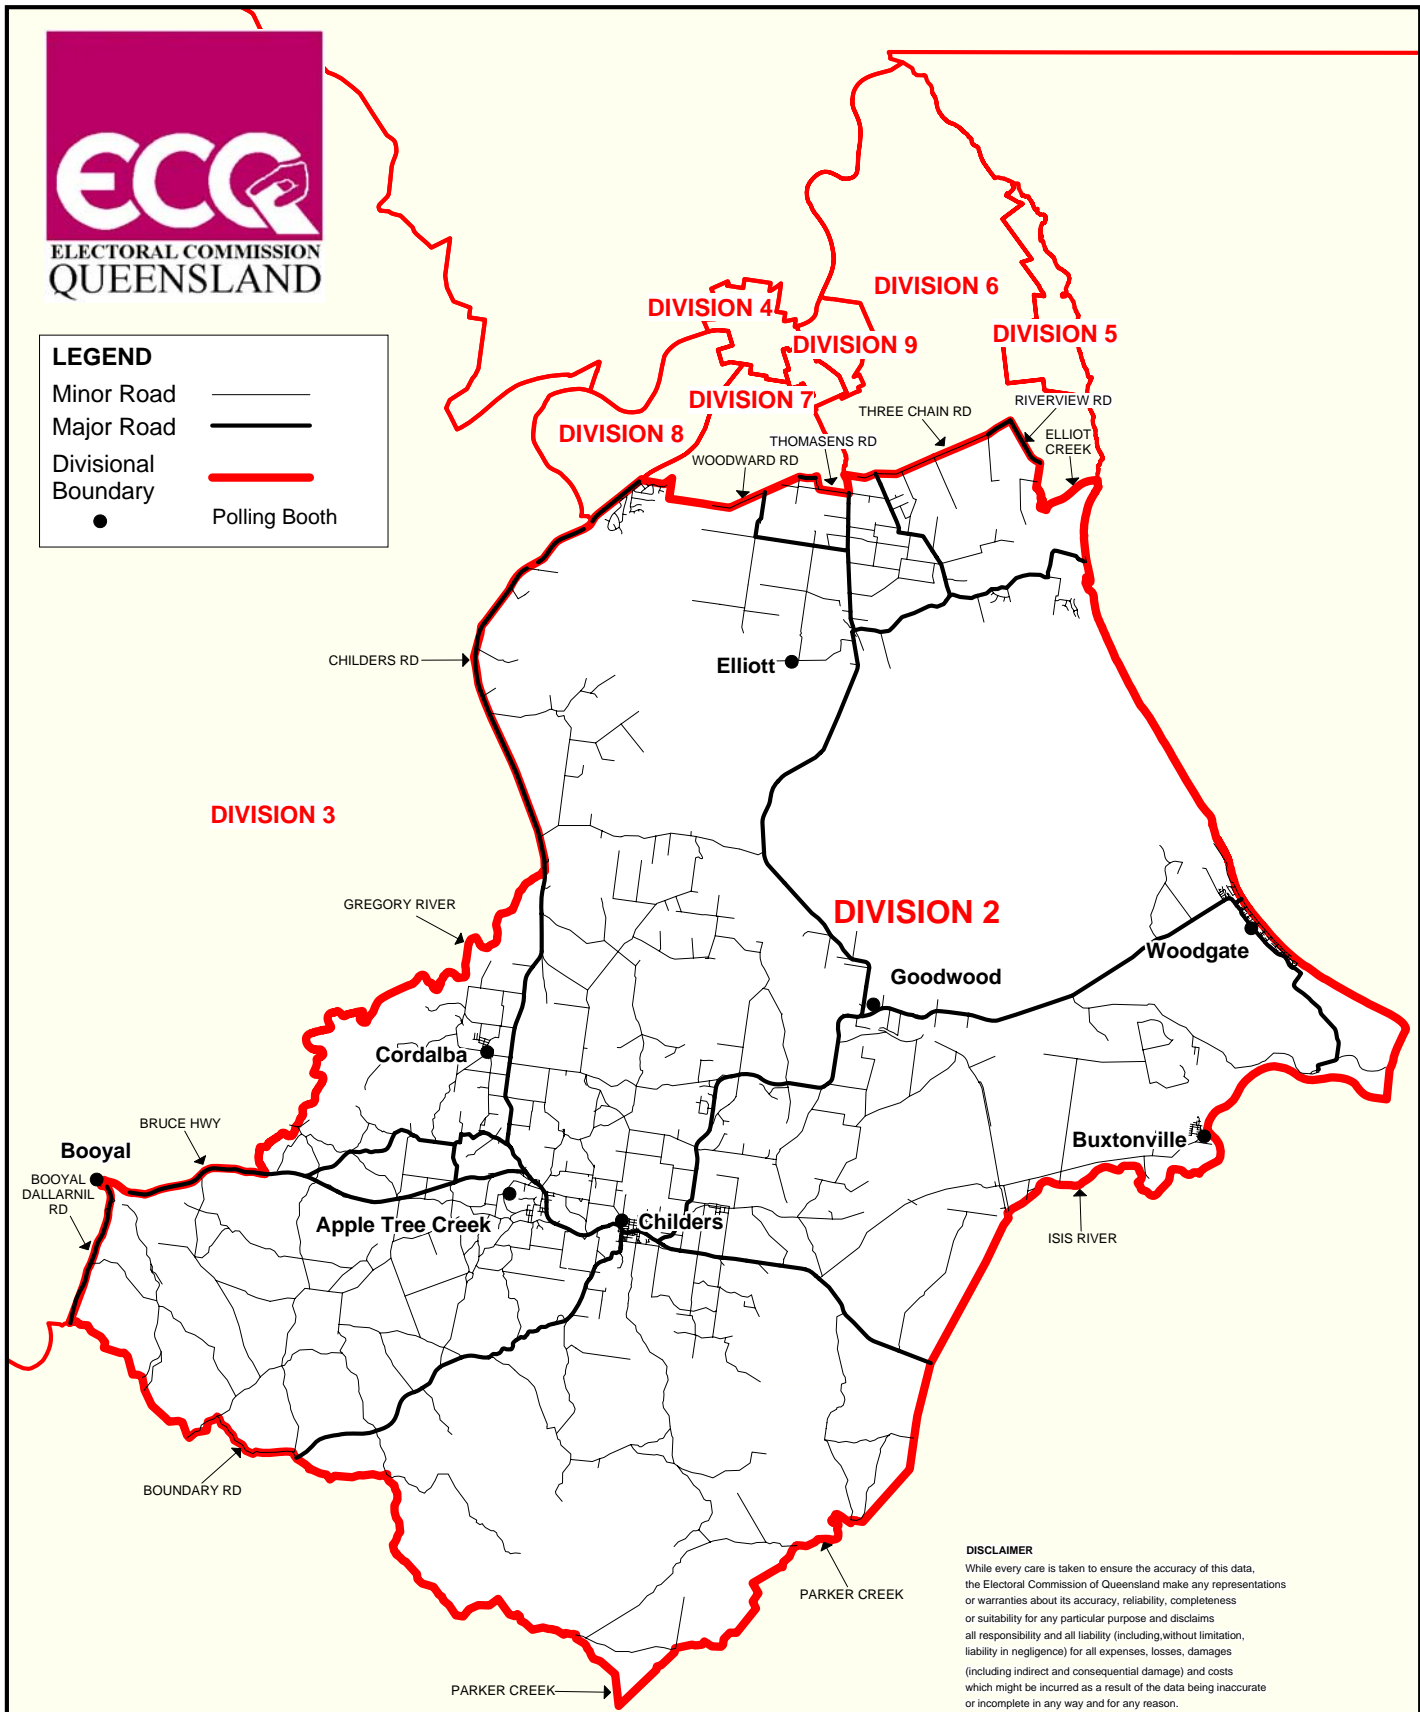 ECQ
ELECTORAL COMMISSION
QUEENSLAND
LEGEND
Minor Road
Major Road
Divisional
Boundary
Polling Booth
DIVISION 6
DIVISION 4
DIVISION 5
DIVISION 9
DIVISION 7
DIVISION 8
RIVERVIEW RD
THREE CHAIN RD
ELLIOT
CREEK
THOMASENS RD
WOODWARD RD
CHILDERS RD
Elliott
DIVISION 3
GREGORY RIVER
DIVISION 2
Woodgate
Goodwood
Cordalba
BRUCE HWY
Buxtonville
Booyal
BOOYAL
DALLARNIL
RD
Apple Tree Creek
Childers
ISIS RIVER
BOUNDARY RD
PARKER CREEK
PARKER CREEK
DISCLAIMER
While every care is taken to ensure the accuracy of this data,
the Electoral Commission of Queensland make any representations
or warranties about its accuracy, reliability, completeness
or suitability for any particular purpose and disclaims
all responsibility and all liability (including,without limitation,
liability in negligence) for all expenses, losses, damages
(including indirect and consequential damage) and costs
which might be incurred as a result of the data being inaccurate
or incomplete in any way and for any reason.